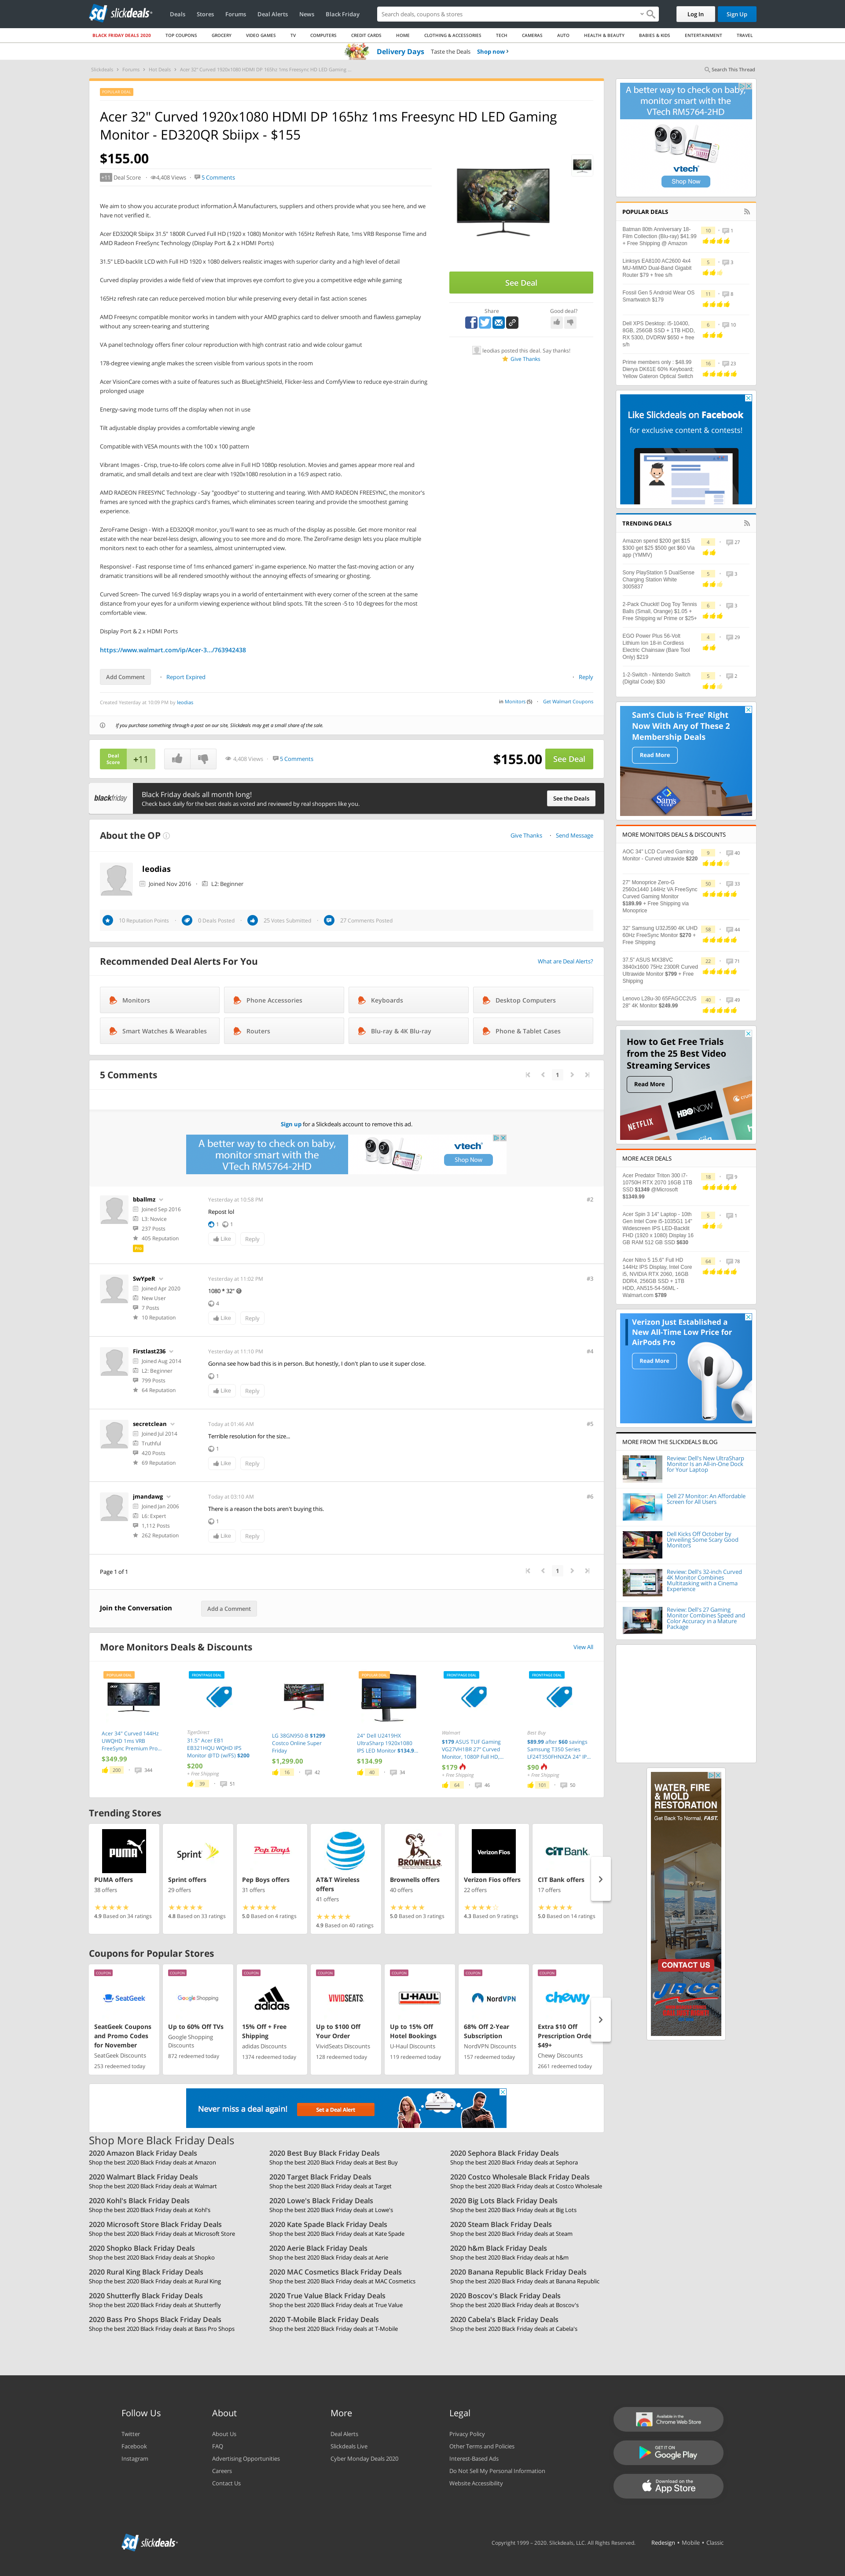 slickdeals
Deals Stores Forums Deal Alerts News Black Friday
Search deals, coupons & stores
Log In Sign Up
BLACK FRIDAY DEALS 2020 TOP COUPONS GROCERY VIDEO GAMES TV COMPUTERS CREDIT CARDS HOME CLOTHING & ACCESSORIES TECH CAMERAS AUTO HEALTH & BEAUTY BABIES & KIDS ENTERTAINMENT TRAVEL
Delivery Days Taste the Deals Shop now ›
Slickdeals > Forums > Hot Deals > Acer 32" Curved 1920x1080 HDMI DP 165hz 1ms Freesync HD LED Gaming ...
Search This Thread
POPULAR DEAL
Acer 32" Curved 1920x1080 HDMI DP 165hz 1ms Freesync HD LED Gaming
Monitor - ED320QR Sbiipx - $155
$155.00
+11 Deal Score 4,408 Views 5 Comments
We aim to show you accurate product information.Â Manufacturers, suppliers and others provide what you see here, and we
have not verified it.
Acer ED320QR Sbiipx 31.5" 1800R Curved Full HD (1920 x 1080) Monitor with 165Hz Refresh Rate, 1ms VRB Response Time and
AMD Radeon FreeSync Technology (Display Port & 2 x HDMI Ports)
31.5" LED-backlit LCD with Full HD 1920 x 1080 delivers realistic images with superior clarity and a high level of detail
Curved display provides a wide field of view that improves eye comfort to give you a competitive edge while gaming
165Hz refresh rate can reduce perceived motion blur while preserving every detail in fast action scenes
AMD Freesync compatible monitor works in tandem with your AMD graphics card to deliver smooth and flawless gameplay
without any screen-tearing and stuttering
VA panel technology offers finer colour reproduction with high contrast ratio and wide colour gamut
178-degree viewing angle makes the screen visible from various spots in the room
Acer VisionCare comes with a suite of features such as BlueLightShield, Flicker-less and ComfyView to reduce eye-strain during
prolonged usage
Energy-saving mode turns off the display when not in use
Tilt adjustable display provides a comfortable viewing angle
Compatible with VESA mounts with the 100 x 100 pattern
Vibrant Images - Crisp, true-to-life colors come alive in Full HD 1080p resolution. Movies and games appear more real and
dramatic, and small details and text are clear with 1920x1080 resolution in a 16:9 aspect ratio.
AMD RADEON FREESYNC Technology - Say "goodbye" to stuttering and tearing. With AMD RADEON FREESYNC, the monitor's
frames are synced with the graphics card's frames, which eliminates screen tearing and provide the smoothest gaming
experience.
ZeroFrame Design - With a ED320QR monitor, you'll want to see as much of the display as possible. Get more monitor real
estate with the near bezel-less design, allowing you to see more and do more. The ZeroFrame design lets you place multiple
monitors next to each other for a seamless, almost uninterrupted view.
Responsive! - Fast response time of 1ms enhanced gamers' in-game experience. No matter the fast-moving action or any
dramatic transitions will be all rendered smoothly without the annoying effects of smearing or ghosting.
Curved Screen- The curved 16:9 display wraps you in a world of entertainment with every corner of the screen at the same
distance from your eyes for a uniform viewing experience without blind spots. Tilt the screen -5 to 10 degrees for the most
comfortable view.
Display Port & 2 x HDMI Ports
https://www.walmart.com/ip/Acer-3.../763942438
See Deal
Share Good deal?
leodias posted this deal. Say thanks!
Give Thanks
Add Comment Report Expired Reply
Created Yesterday at 10:09 PM by leodias
in Monitors (5) Get Walmart Coupons
If you purchase something through a post on our site, Slickdeals may get a small share of the sale.
Deal Score +11 4,408 Views 5 Comments $155.00 See Deal
blackfriday
Black Friday deals all month long!
Check back daily for the best deals as voted and reviewed by real shoppers like you.
See the Deals
About the OP
Give Thanks Send Message
leodias
Joined Nov 2016 L2: Beginner
10 Reputation Points 0 Deals Posted 25 Votes Submitted 27 Comments Posted
Recommended Deal Alerts For You
What are Deal Alerts?
Monitors Phone Accessories Keyboards Desktop Computers
Smart Watches & Wearables Routers Blu-ray & 4K Blu-ray Phone & Tablet Cases
5 Comments
1
Sign up for a Slickdeals account to remove this ad.
A better way to check on baby,
monitor smart with the
VTech RM5764-2HD
vtech
Shop Now
bballmz
Joined Sep 2016
L3: Novice
237 Posts
405 Reputation
Pro
Yesterday at 10:58 PM #2
Repost lol
1 1
Like Reply
SwYpeR
Joined Apr 2020
New User
7 Posts
10 Reputation
Yesterday at 11:02 PM #3
1080 * 32"
4
Like Reply
Firstlast236
Joined Aug 2014
L2: Beginner
799 Posts
64 Reputation
Yesterday at 11:10 PM #4
Gonna see how bad this is in person. But honestly, I don't plan to use it super close.
1
Like Reply
secretclean
Joined Jul 2014
Truthful
420 Posts
69 Reputation
Today at 01:46 AM #5
Terrible resolution for the size...
1
Like Reply
jmandawg
Joined Jan 2006
L6: Expert
1,112 Posts
262 Reputation
Today at 03:10 AM #6
There is a reason the bots aren't buying this.
1
Like Reply
Page 1 of 1
1
Join the Conversation
Add a Comment
More Monitors Deals & Discounts
View All
POPULAR DEAL
Acer 34" Curved 144Hz
UWQHD 1ms VRB
FreeSync Premium Pro...
$349.99
200 344
FRONTPAGE DEAL
TigerDirect
31.5" Acer EB1
EB321HQU WQHD IPS
Monitor @TD (w/FS) $200
$200
+ Free Shipping
39 51
LG 38GN950-B $1299
Costco Online Super
Friday
$1,299.00
16 42
POPULAR DEAL
24" Dell U2419HX
UltraSharp 1920x1080
IPS LED Monitor $134.9...
$134.99
40 34
FRONTPAGE DEAL
Walmart
$179 ASUS TUF Gaming
VG27VH1BR 27" Curved
Monitor, 1080P Full HD,...
$179
+ Free Shipping
64 46
FRONTPAGE DEAL
Best Buy
$89.99 after $60 savings
Samsung T350 Series
LF24T350FHNXZA 24" IP...
$90
+ Free Shipping
101 50
Trending Stores
PUMA offers
38 offers
4.9 Based on 34 ratings
Sprint offers
29 offers
4.8 Based on 33 ratings
Pep Boys offers
31 offers
5.0 Based on 4 ratings
AT&T Wireless
offers
41 offers
4.9 Based on 40 ratings
Brownells offers
40 offers
5.0 Based on 3 ratings
Verizon Fios offers
22 offers
4.3 Based on 9 ratings
CIT Bank offers
17 offers
5.0 Based on 14 ratings
Coupons for Popular Stores
COUPON
SeatGeek Coupons
and Promo Codes
for November
SeatGeek Discounts
253 redeemed today
COUPON
Up to 60% Off TVs
Google Shopping
Discounts
872 redeemed today
COUPON
15% Off + Free
Shipping
adidas Discounts
1374 redeemed today
COUPON
Up to $100 Off
Your Order
VividSeats Discounts
128 redeemed today
COUPON
Up to 15% Off
Hotel Bookings
U-Haul Discounts
119 redeemed today
COUPON
68% Off 2-Year
Subscription
NordVPN Discounts
157 redeemed today
COUPON
Extra $10 Off
Prescription Orde
$49+
Chewy Discounts
2661 redeemed today
Never miss a deal again! Set a Deal Alert
Shop More Black Friday Deals
2020 Amazon Black Friday Deals
Shop the best 2020 Black Friday deals at Amazon
2020 Best Buy Black Friday Deals
Shop the best 2020 Black Friday deals at Best Buy
2020 Sephora Black Friday Deals
Shop the best 2020 Black Friday deals at Sephora
2020 Walmart Black Friday Deals
Shop the best 2020 Black Friday deals at Walmart
2020 Target Black Friday Deals
Shop the best 2020 Black Friday deals at Target
2020 Costco Wholesale Black Friday Deals
Shop the best 2020 Black Friday deals at Costco Wholesale
2020 Kohl's Black Friday Deals
Shop the best 2020 Black Friday deals at Kohl's
2020 Lowe's Black Friday Deals
Shop the best 2020 Black Friday deals at Lowe's
2020 Big Lots Black Friday Deals
Shop the best 2020 Black Friday deals at Big Lots
2020 Microsoft Store Black Friday Deals
Shop the best 2020 Black Friday deals at Microsoft Store
2020 Kate Spade Black Friday Deals
Shop the best 2020 Black Friday deals at Kate Spade
2020 Steam Black Friday Deals
Shop the best 2020 Black Friday deals at Steam
2020 Shopko Black Friday Deals
Shop the best 2020 Black Friday deals at Shopko
2020 Aerie Black Friday Deals
Shop the best 2020 Black Friday deals at Aerie
2020 h&m Black Friday Deals
Shop the best 2020 Black Friday deals at h&m
2020 Rural King Black Friday Deals
Shop the best 2020 Black Friday deals at Rural King
2020 MAC Cosmetics Black Friday Deals
Shop the best 2020 Black Friday deals at MAC Cosmetics
2020 Banana Republic Black Friday Deals
Shop the best 2020 Black Friday deals at Banana Republic
2020 Shutterfly Black Friday Deals
Shop the best 2020 Black Friday deals at Shutterfly
2020 True Value Black Friday Deals
Shop the best 2020 Black Friday deals at True Value
2020 Boscov's Black Friday Deals
Shop the best 2020 Black Friday deals at Boscov's
2020 Bass Pro Shops Black Friday Deals
Shop the best 2020 Black Friday deals at Bass Pro Shops
2020 T-Mobile Black Friday Deals
Shop the best 2020 Black Friday deals at T-Mobile
2020 Cabela's Black Friday Deals
Shop the best 2020 Black Friday deals at Cabela's
A better way to check on baby,
monitor smart with the
VTech RM5764-2HD
vtech
Shop Now
POPULAR DEALS
Batman 80th Anniversary 18-
Film Collection (Blu-ray) $41.99
+ Free Shipping @ Amazon
10 1
Linksys EA8100 AC2600 4x4
MU-MIMO Dual-Band Gigabit
Router $79 + free s/h
5 3
Fossil Gen 5 Android Wear OS
Smartwatch $179
11 8
Dell XPS Desktop: i5-10400,
8GB, 256GB SSD + 1TB HDD,
RX 5300, DVDRW $650 + free
s/h
6 10
Prime members only : $48.99
Dierya DK61E 60% Keyboard;
Yellow Gateron Optical Switch
16 23
Like Slickdeals on Facebook
for exclusive content & contests!
TRENDING DEALS
Amazon spend $200 get $15
$300 get $25 $500 get $60 Via
app (YMMV)
4 27
Sony PlayStation 5 DualSense
Charging Station White
3005837
5 3
2-Pack Chuckit! Dog Toy Tennis
Balls (Small, Orange) $1.05 +
Free Shipping w/ Prime or $25+
6 3
EGO Power Plus 56-Volt
Lithium Ion 18-in Cordless
Electric Chainsaw (Bare Tool
Only) $219
4 29
1-2-Switch - Nintendo Switch
(Digital Code) $30
5 2
Sam's Club is 'Free' Right
Now With Any of These 2
Membership Deals
Read More
Sams
MORE MONITORS DEALS & DISCOUNTS
AOC 34" LCD Curved Gaming
Monitor - Curved ultrawide $220
9 40
27" Monoprice Zero-G
2560x1440 144Hz VA FreeSync
Curved Gaming Monitor
$189.99 + Free Shipping via
Monoprice
50 33
32" Samsung U32J590 4K UHD
60Hz FreeSync Monitor $270 +
Free Shipping
58 44
37.5" ASUS MX38VC
3840x1600 75Hz 2300R Curved
Ultrawide Monitor $799 + Free
Shipping
22 71
Lenovo L28u-30 65FAGCC2US
28" 4K Monitor $249.99
40 49
How to Get Free Trials
from the 25 Best Video
Streaming Services
Read More
NETFLIX HBO NOW
MORE ACER DEALS
Acer Predator Triton 300 i7-
10750H RTX 2070 16GB 1TB
SSD $1349 @Microsoft
$1349.99
18 9
Acer Spin 3 14" Laptop - 10th
Gen Intel Core i5-1035G1 14"
Widescreen IPS LED-Backlit
FHD (1920 x 1080) Display 16
GB RAM 512 GB SSD $630
5 1
Acer Nitro 5 15.6" Full HD
144Hz IPS Display, Intel Core
i5, NVIDIA RTX 2060, 16GB
DDR4, 256GB SSD + 1TB
HDD, AN515-54-56ML -
Walmart.com $789
64 78
Verizon Just Established a
New All-Time Low Price for
AirPods Pro
Read More
MORE FROM THE SLICKDEALS BLOG
Review: Dell's New UltraSharp
Monitor Is an All-in-One Dock
for Your Laptop
Dell 27 Monitor: An Affordable
Screen for All Users
Dell Kicks Off October by
Unveiling Some Scary Good
Monitors
Review: Dell's 32-inch Curved
4K Monitor Combines
Multitasking with a Cinema
Experience
Review: Dell's 27 Gaming
Monitor Combines Speed and
Color Accuracy in a Mature
Package
WATER, FIRE
& MOLD
RESTORATION
Get Back To Normal, FAST.
CONTACT US
Follow Us About More Legal
Twitter
Facebook
Instagram
About Us
FAQ
Advertising Opportunities
Careers
Contact Us
Deal Alerts
Slickdeals Live
Cyber Monday Deals 2020
Privacy Policy
Other Terms and Policies
Interest-Based Ads
Do Not Sell My Personal Information
Website Accessibility
Available in the
Chrome Web Store
GET IT ON
Google Play
Download on the
App Store
slickdeals
Copyright 1999 - 2020. Slickdeals, LLC. All Rights Reserved.
Redesign • Mobile • Classic